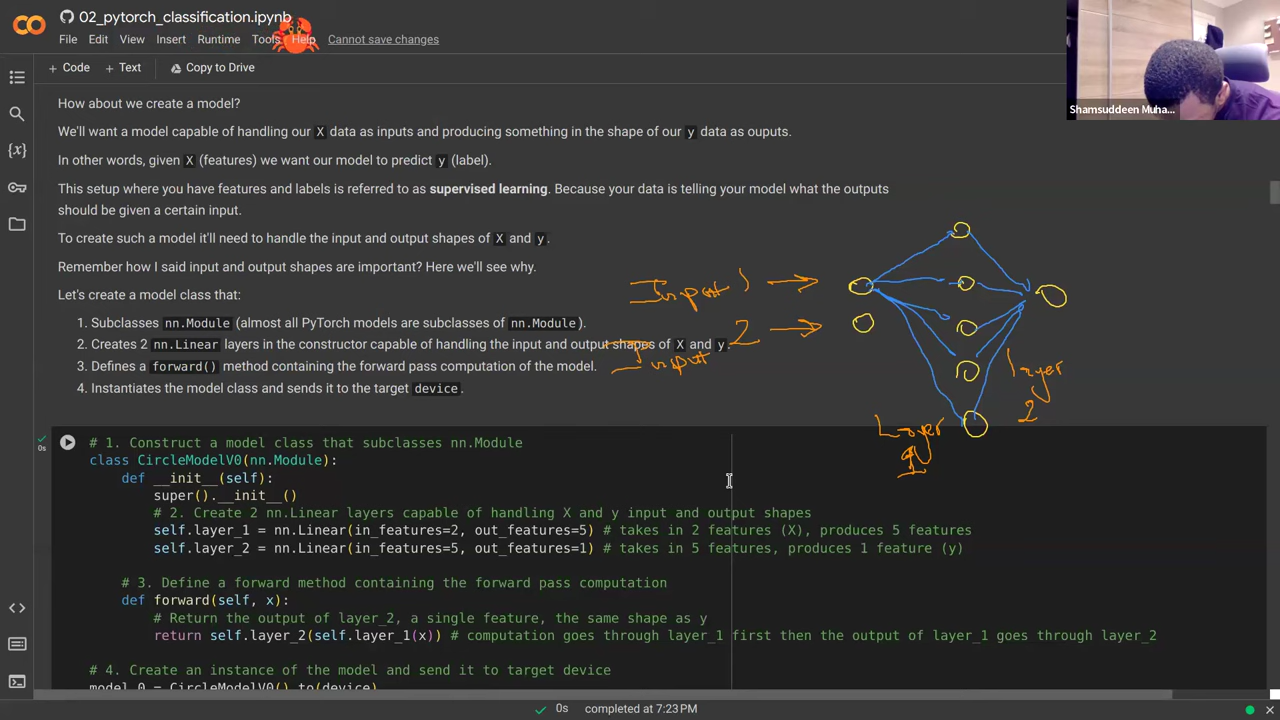 02_pytorch_classification.ipynb
File Edit View Insert Runtime Tools Help Cannot save changes
+ Code + Text Copy to Drive
Shamsuddeen Muha...
How about we create a model?
We'll want a model capable of handling our X data as inputs and producing something in the shape of our y data as ouputs.
In other words, given X (features) we want our model to predict y (label).
This setup where you have features and labels is referred to as supervised learning. Because your data is telling your model what the outputs
should be given a certain input.
To create such a model it'll need to handle the input and output shapes of X and y.
Remember how I said input and output shapes are important? Here we'll see why.
Let's create a model class that:
Input 1
1. Subclasses nn.Module (almost all PyTorch models are subclasses of nn.Module).
2. Creates 2 nn.Linear layers in the constructor capable of handling the input and output shapes of X and y.
Input 2
3. Defines a forward() method containing the forward pass computation of the model.
4. Instantiates the model class and sends it to the target device.
Layer 1
layer 2
0s
# 1. Construct a model class that subclasses nn.Module
class CircleModelV0(nn.Module):
def __init__(self):
super().__init__()
# 2. Create 2 nn.Linear layers capable of handling X and y input and output shapes
self.layer_1 = nn.Linear(in_features=2, out_features=5) # takes in 2 features (X), produces 5 features
self.layer_2 = nn.Linear(in_features=5, out_features=1) # takes in 5 features, produces 1 feature (y)
# 3. Define a forward method containing the forward pass computation
def forward(self, x):
# Return the output of layer_2, a single feature, the same shape as y
return self.layer_2(self.layer_1(x)) # computation goes through layer_1 first then the output of layer_1 goes through layer_2
# 4. Create an instance of the model and send it to target device
model_0 = CircleModelV0().to(device)
0s completed at 7:23PM